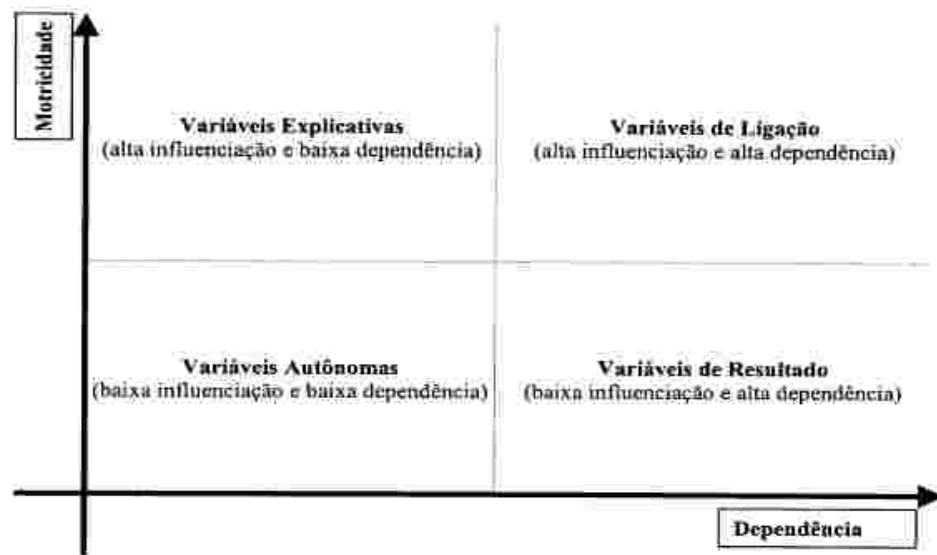 Motricidade
Variáveis Explicativas
(alta influenciação e baixa dependência)
Variáveis de Ligação
(alta influenciação e alta dependência)
Variáveis Autônomas
(baixa influenciação e baixa dependência)
Variáveis de Resultado
(baixa influenciação e alta dependência)
Dependência